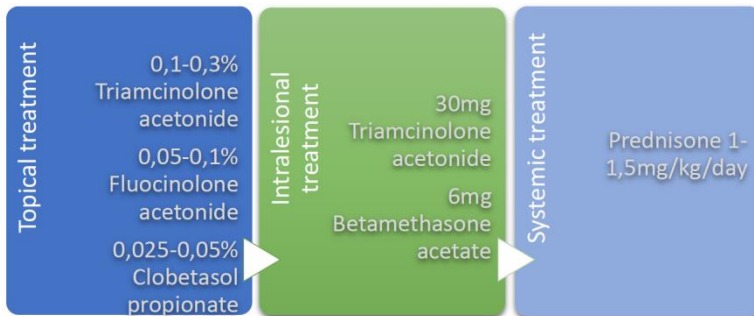 Topical treatment
0,1-0,3%
Triamcinolone
acetonide
0,05-0,1%
Fluocinolone
acetonide
0,025-0,05%
Clobetasol
propionate
Intralesional
treatment
30mg
Triamcinolone
acetonide
6mg
Betamethasone
acetate
Systemic treatment
Prednisone 1-
1,5mg/kg/day